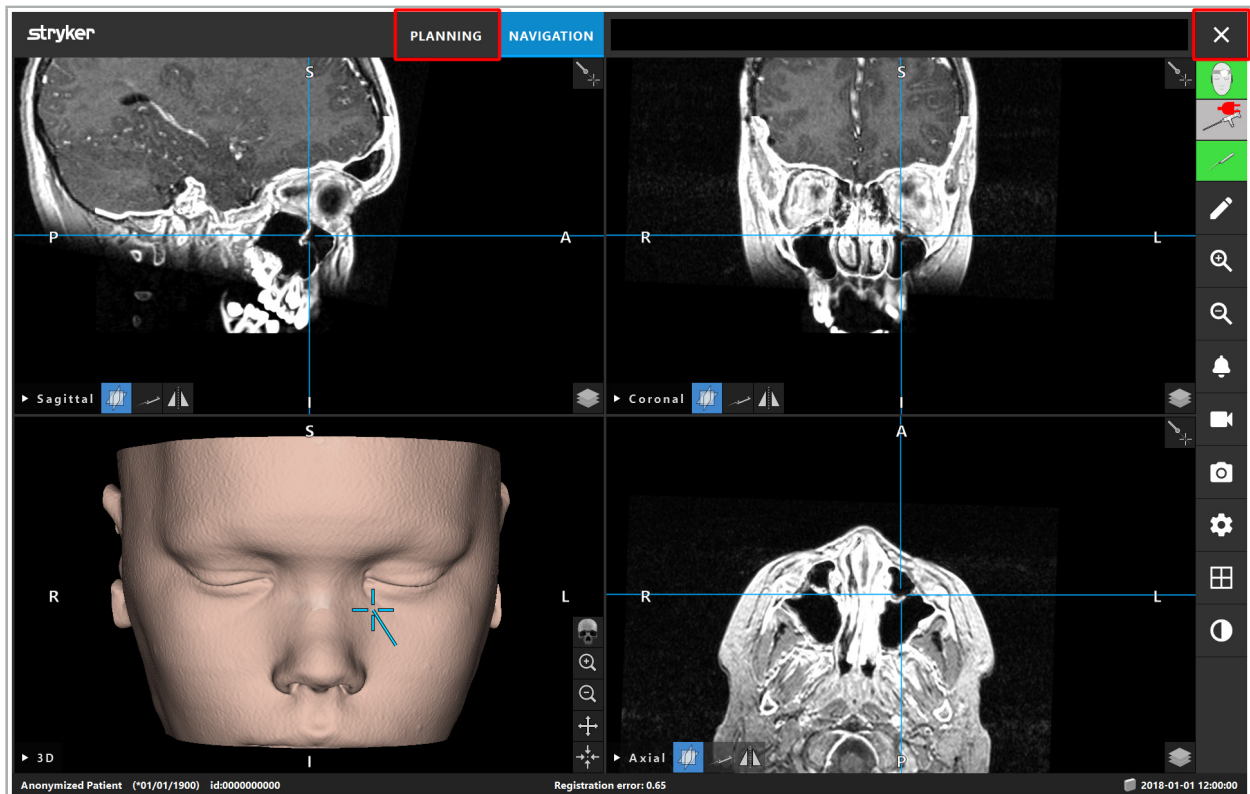 stryker
PLANNING
NAVIGATION
S
P
A
I
Sagittal
S
R
L
I
Coronal
S
R
L
I
3D
A
R
L
P
Axial
Anonymized Patient (*01/01/1900) id:0000000000
Registration error: 0.65
2018-01-01 12:00:00